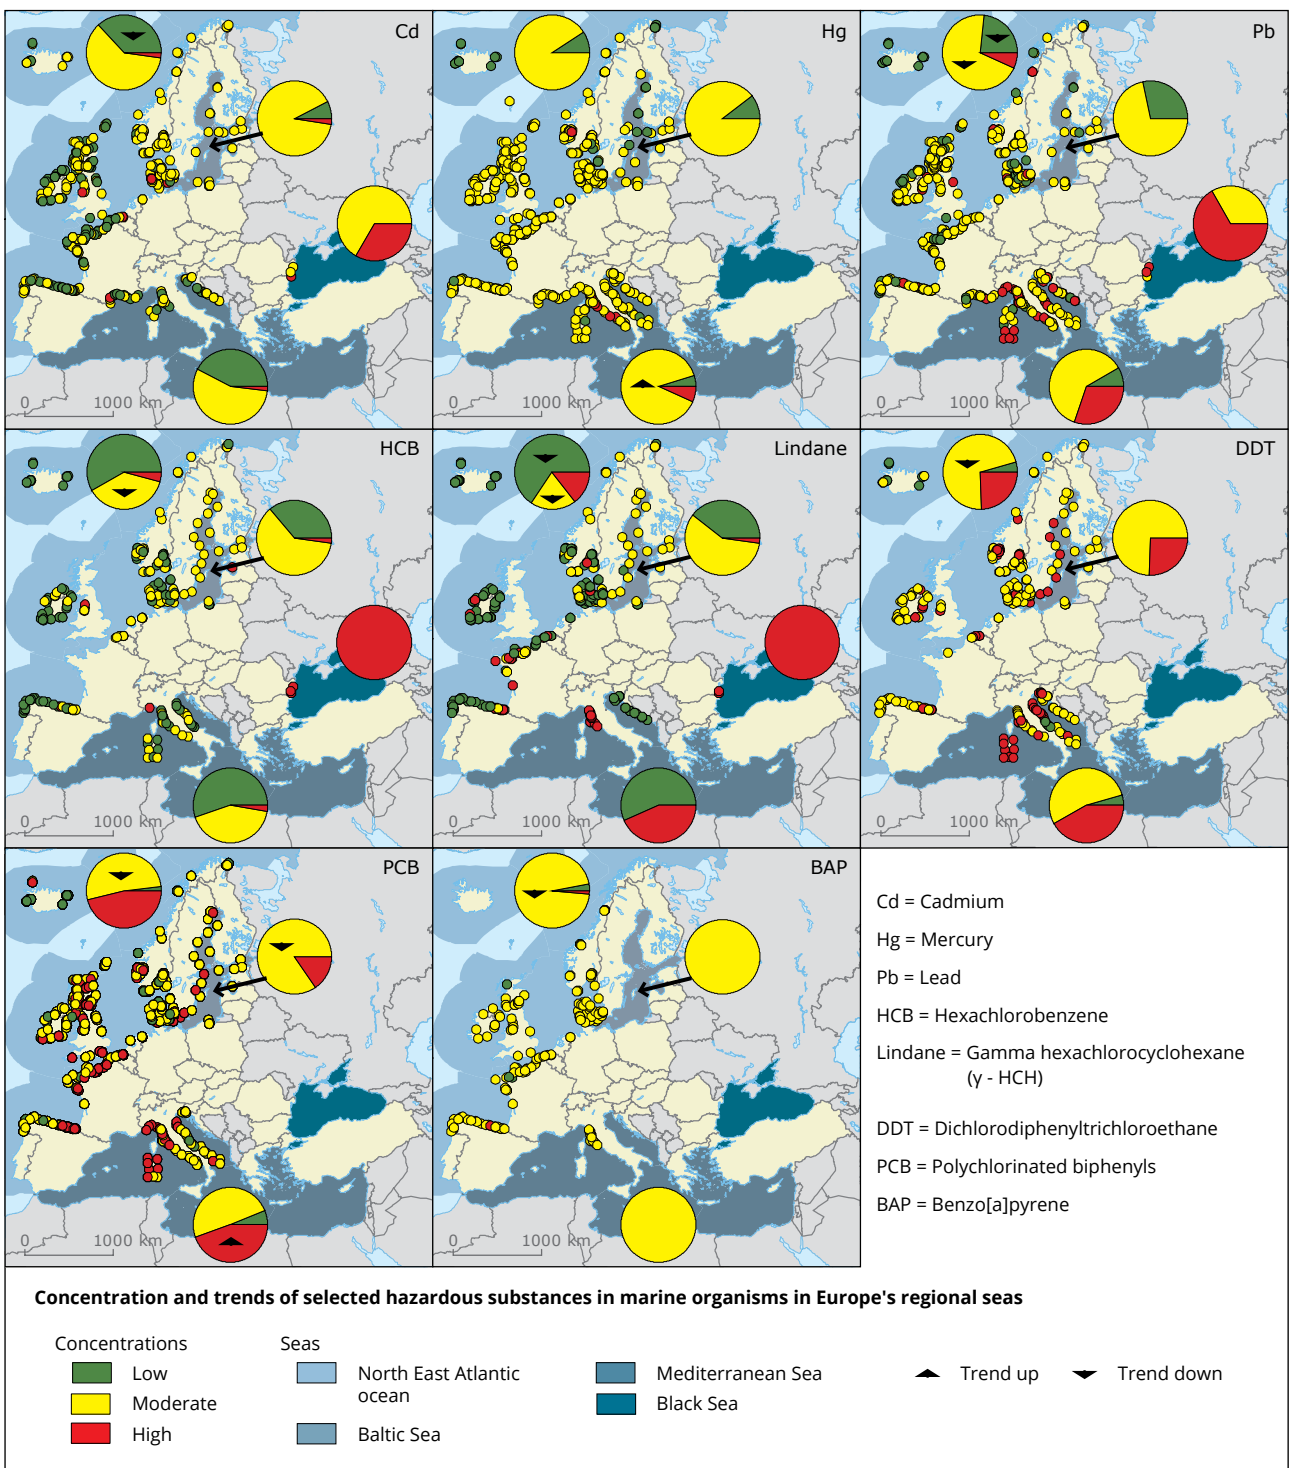 Cd
0
1000 km
Hg
0
1000 km
Pb
0
1000 km
HCB
0
1000 km
Lindane
0
1000 km
DDT
0
1000 km
PCB
0
1000 km
BAP
0
1000 km
Cd = Cadmium
Hg = Mercury
Pb = Lead
HCB = Hexachlorobenzene
Lindane = Gamma hexachlorocyclohexane
(γ - HCH)
DDT = Dichlorodiphenyltrichloroethane
PCB = Polychlorinated biphenyls
BAP = Benzo[a]pyrene
Concentration and trends of selected hazardous substances in marine organisms in Europe's regional seas
Concentrations
Low
Moderate
High
Seas
North East Atlantic
ocean
Baltic Sea
Mediterranean Sea
Black Sea
Trend up
Trend down